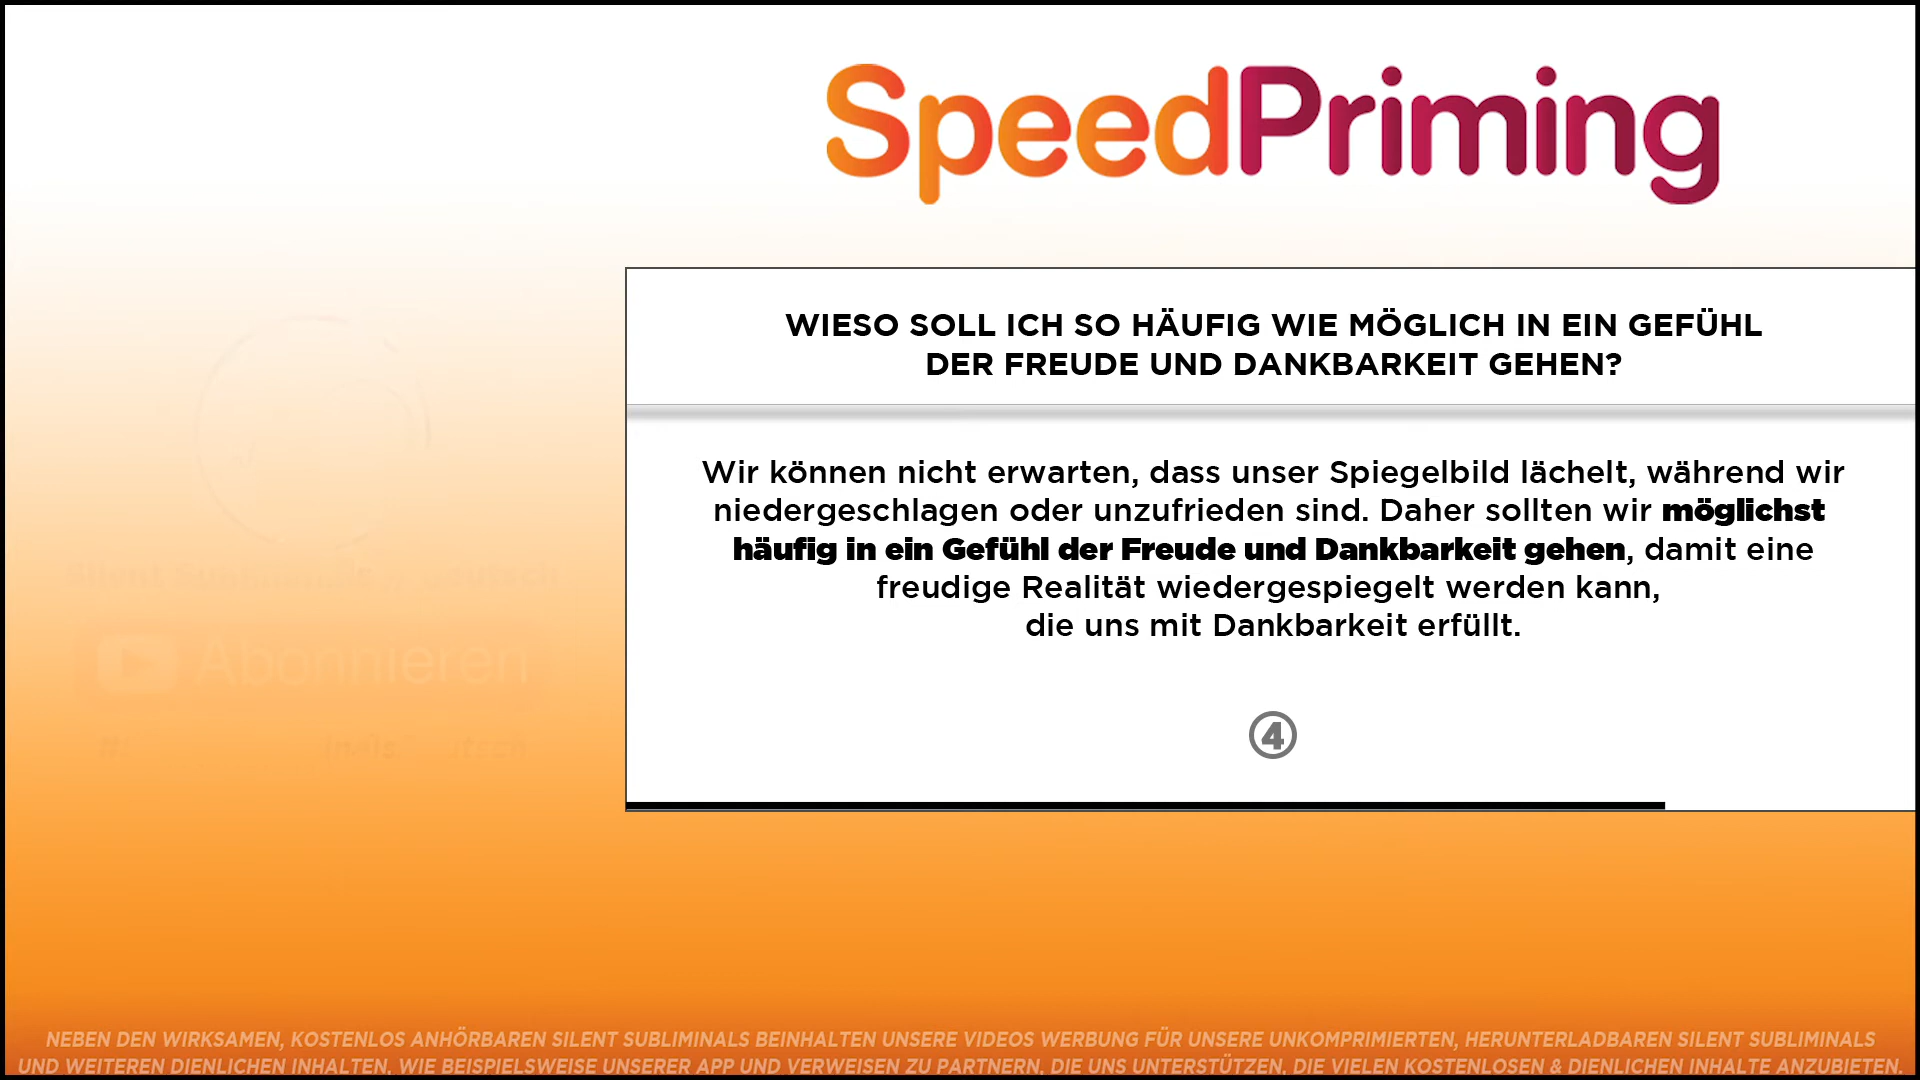 SpeedPriming
WIESO SOLL ICH SO HÄUFIG WIE MÖGLICH IN EIN GEFÜHL
DER FREUDE UND DANKBARKEIT GEHEN?
Wir können nicht erwarten, dass unser Spiegelbild lächelt, während wir
niedergeschlagen oder unzufrieden sind. Daher sollten wir möglichst
häufig in ein Gefühl der Freude und Dankbarkeit gehen, damit eine
freudige Realität wiedergespiegelt werden kann,
die uns mit Dankbarkeit erfüllt.
4
Abonnieren
NEBEN DEN WIRKSAMEN, KOSTENLOS ANHÖRBAREN SILENT SUBLIMINALS BEINHALTEN UNSERE VIDEOS WERBUNG FÜR UNSERE UNKOMPRIMIERTEN, HERUNTERLADBAREN SILENT SUBLIMINALS
UND WEITEREN DIENLICHEN INHALTEN, WIE BEISPIELSWEISE UNSERER APP UND VERWEISEN ZU PARTNERN, DIE UNS UNTERSTÜTZEN, DIE VIELEN KOSTENLOSEN & DIENLICHEN INHALTE ANZUBIETEN.